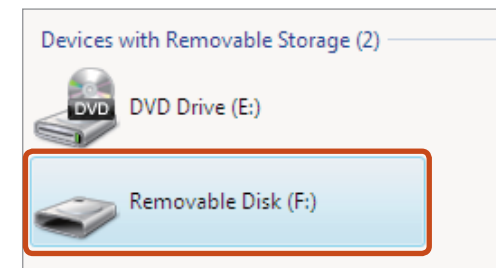 Devices with Removable Storage (2)
DVD
DVD Drive (E:)
Removable Disk (F:)